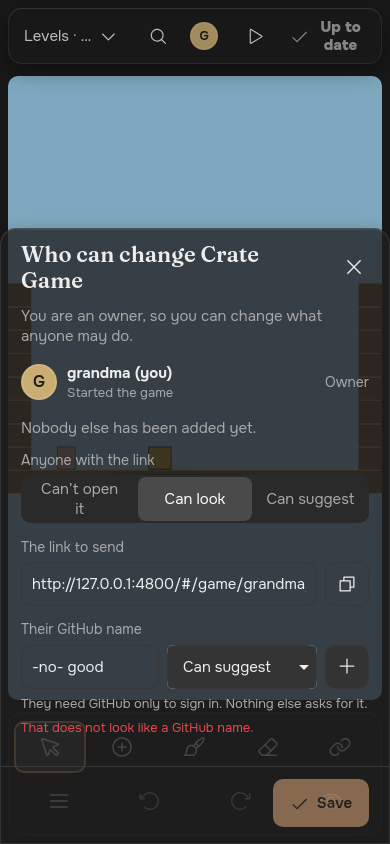 Levels · ...
G
Up to
date
Who can change Crate
Game
You are an owner, so you can change what
anyone may do.
G
grandma (you)
Started the game
Owner
Nobody else has been added yet.
Anyone with the link
Can't open
it
Can look
Can suggest
The link to send
http://127.0.0.1:4800/#/game/grandma
Their GitHub name
-no- good
Can suggest
They need GitHub only to sign in. Nothing else asks for it.
That does not look like a GitHub name.
Save